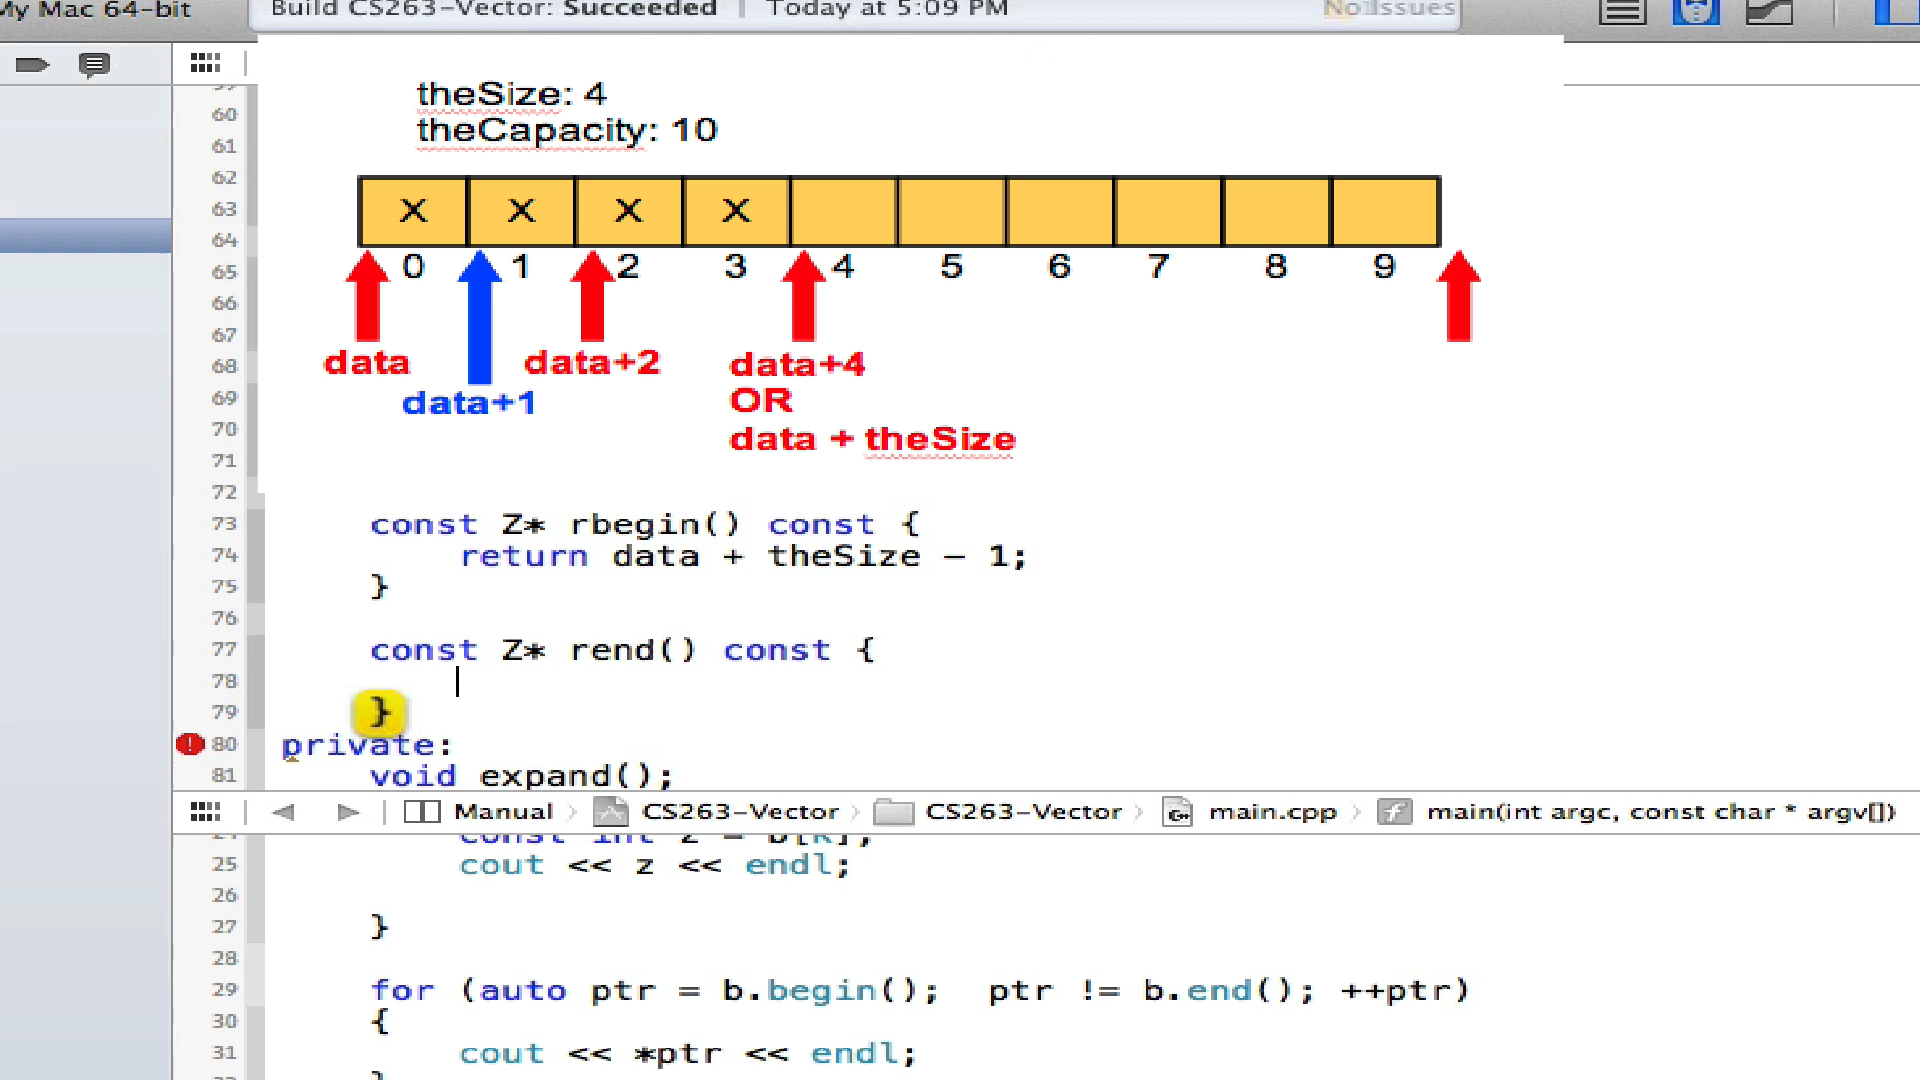 My Mac 64-bit
Build CS263-Vector: Succeeded | Today at 5:09 PM
No Issues
theSize: 4
theCapacity: 10
X X X X
0 1 2 3 4 5 6 7 8 9
data
data+1
data+2
data+4
OR
data + theSize
60
61
62
63
64
65
66
67
68
69
70
71
72
73 const Z* rbegin() const {
74 return data + theSize - 1;
75 }
76
77 const Z* rend() const {
78
79 }
80 private:
81 void expand();
Manual CS263-Vector CS263-Vector main.cpp main(int argc, const char * argv[])
const int z = b[k];
25 cout << z << endl;
26
27 }
28
29 for (auto ptr = b.begin(); ptr != b.end(); ++ptr)
30 {
31 cout << *ptr << endl;
}